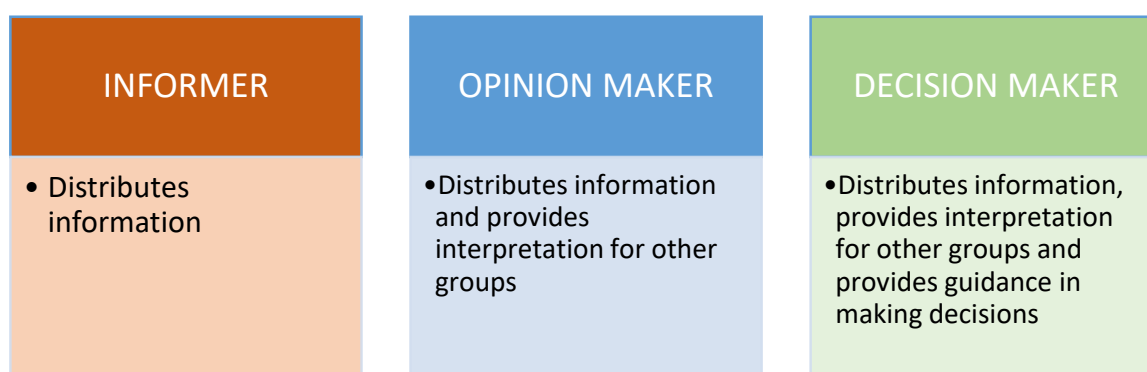 INFORMER
• Distributes
information
OPINION MAKER
•Distributes information
and provides
interpretation for other
groups
DECISION MAKER
•Distributes information,
provides interpretation
for other groups and
provides guidance in
making decisions